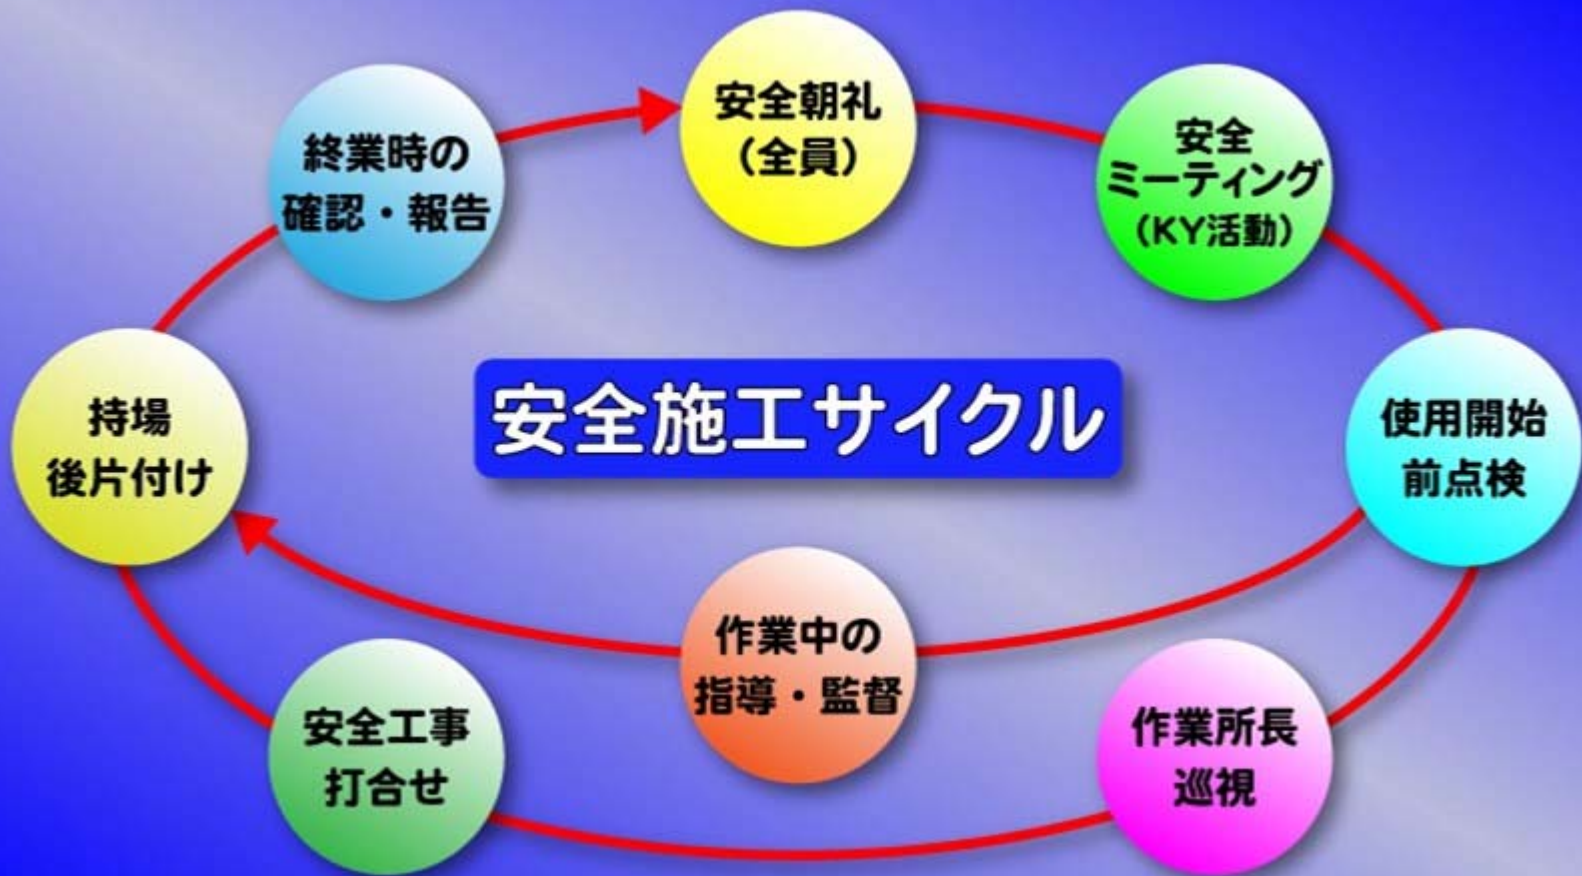 安全朝礼
（全員）
安全
ミーティング
（KY活動）
使用開始
前点検
作業所長
巡視
作業中の
指導・監督
安全工事
打合せ
持場
後片付け
終業時の
確認・報告
安全施工サイクル